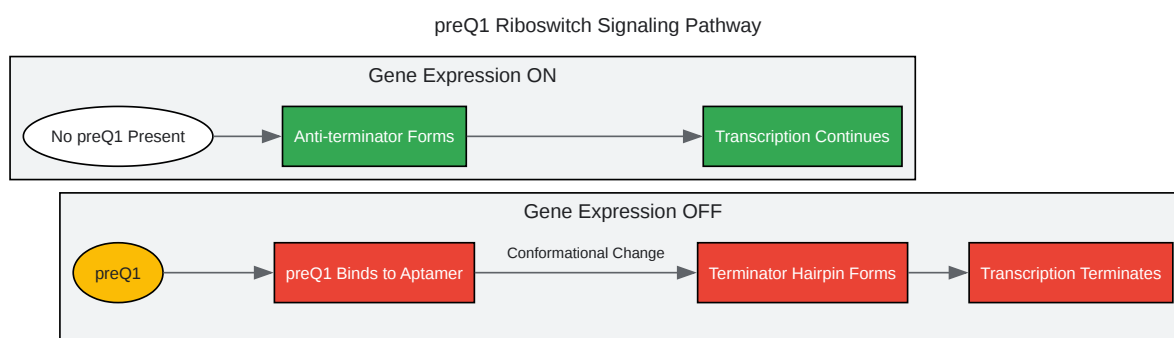 preQ1 Riboswitch Signaling Pathway
Gene Expression ON
No preQ1 Present
Anti-terminator Forms
Transcription Continues
Gene Expression OFF
preQ1
preQ1 Binds to Aptamer
Conformational Change
Terminator Hairpin Forms
Transcription Terminates